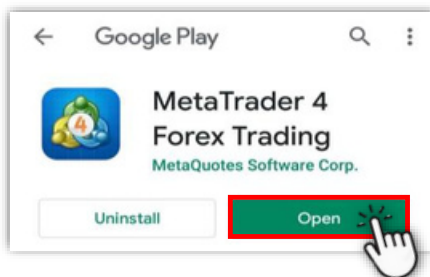 Google Play
MetaTrader 4
Forex Trading
MetaQuotes Software Corp.
Uninstall
Open